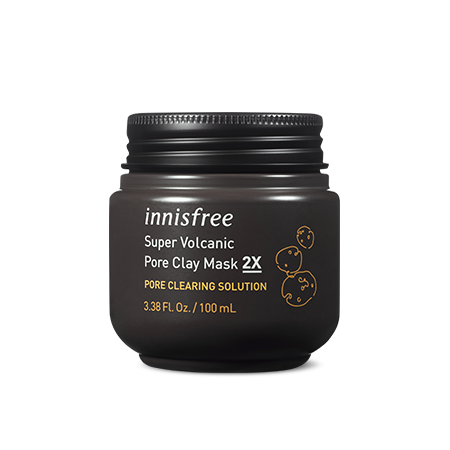 innisfree
Super Volcanic
Pore Clay Mask 2X
PORE CLEARING SOLUTION
3.38 Fl. Oz. / 100 mL